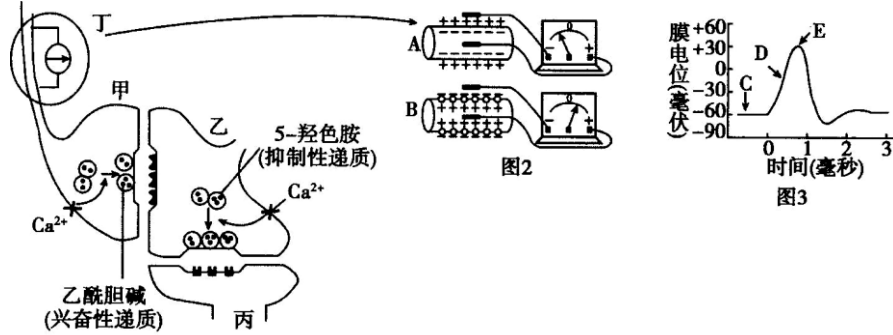 丁
甲
乙
5-羟色胺
(抑制性递质)
Ca²⁺
Ca²⁺
乙酰胆碱
(兴奋性递质)
丙
A
- 0 +
B
- 0 +
图2
膜电位(毫伏)
+60
+30
0
-30
-60
-90
C
D
E
0 1 2 3
时间(毫秒)
图3